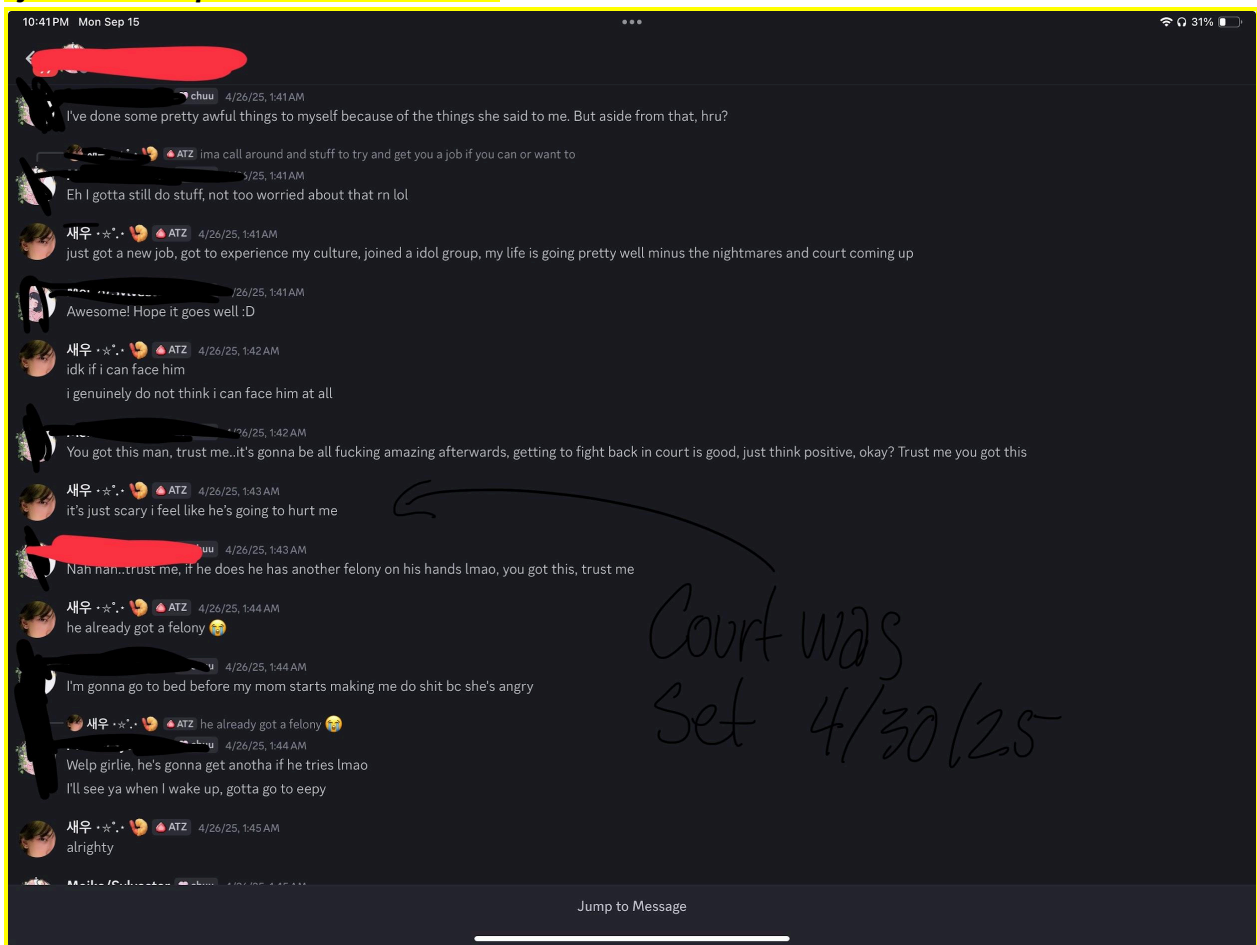 10:41 PM Mon Sep 15
31%
chuu 4/26/25, 1:41 AM
I've done some pretty awful things to myself because of the things she said to me. But aside from that, hru?
ATZ ima call around and stuff to try and get you a job if you can or want to
/25, 1:41 AM
Eh I gotta still do stuff, not too worried about that rn lol
새우 ATZ 4/26/25, 1:41 AM
just got a new job, got to experience my culture, joined a idol group, my life is going pretty well minus the nightmares and court coming up
/26/25, 1:41 AM
Awesome! Hope it goes well :D
새우 ATZ 4/26/25, 1:42 AM
idk if i can face him
i genuinely do not think i can face him at all
/26/25, 1:42 AM
You got this man, trust me..it's gonna be all fucking amazing afterwards, getting to fight back in court is good, just think positive, okay? Trust me you got this
새우 ATZ 4/26/25, 1:43 AM
it's just scary i feel like he's going to hurt me
4/26/25, 1:43 AM
Nah nah..trust me, if he does he has another felony on his hands lmao, you got this, trust me
새우 ATZ 4/26/25, 1:44 AM
he already got a felony 😭
4/26/25, 1:44 AM
I'm gonna go to bed before my mom starts making me do shit bc she's angry
새우 ATZ he already got a felony 😭
4/26/25, 1:44 AM
Welp girlie, he's gonna get anotha if he tries lmao
I'll see ya when I wake up, gotta go to eepy
새우 ATZ 4/26/25, 1:45 AM
alrighty
Court was
Set 4/30/25
Jump to Message